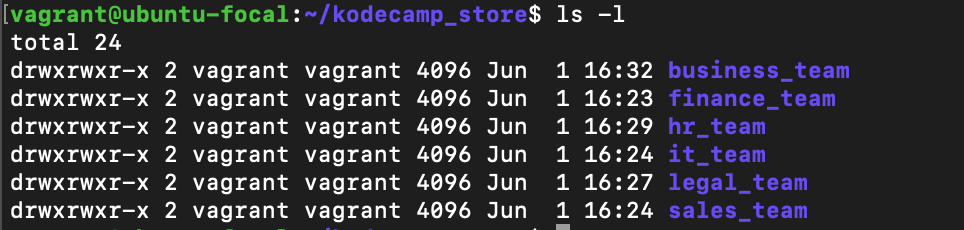 [vagrant@ubuntu-focal:~/kodecamp_store$ ls -l
total 24
drwxrwxr-x 2 vagrant vagrant 4096 Jun  1 16:32 business_team
drwxrwxr-x 2 vagrant vagrant 4096 Jun  1 16:23 finance_team
drwxrwxr-x 2 vagrant vagrant 4096 Jun  1 16:29 hr_team
drwxrwxr-x 2 vagrant vagrant 4096 Jun  1 16:24 it_team
drwxrwxr-x 2 vagrant vagrant 4096 Jun  1 16:27 legal_team
drwxrwxr-x 2 vagrant vagrant 4096 Jun  1 16:24 sales_team